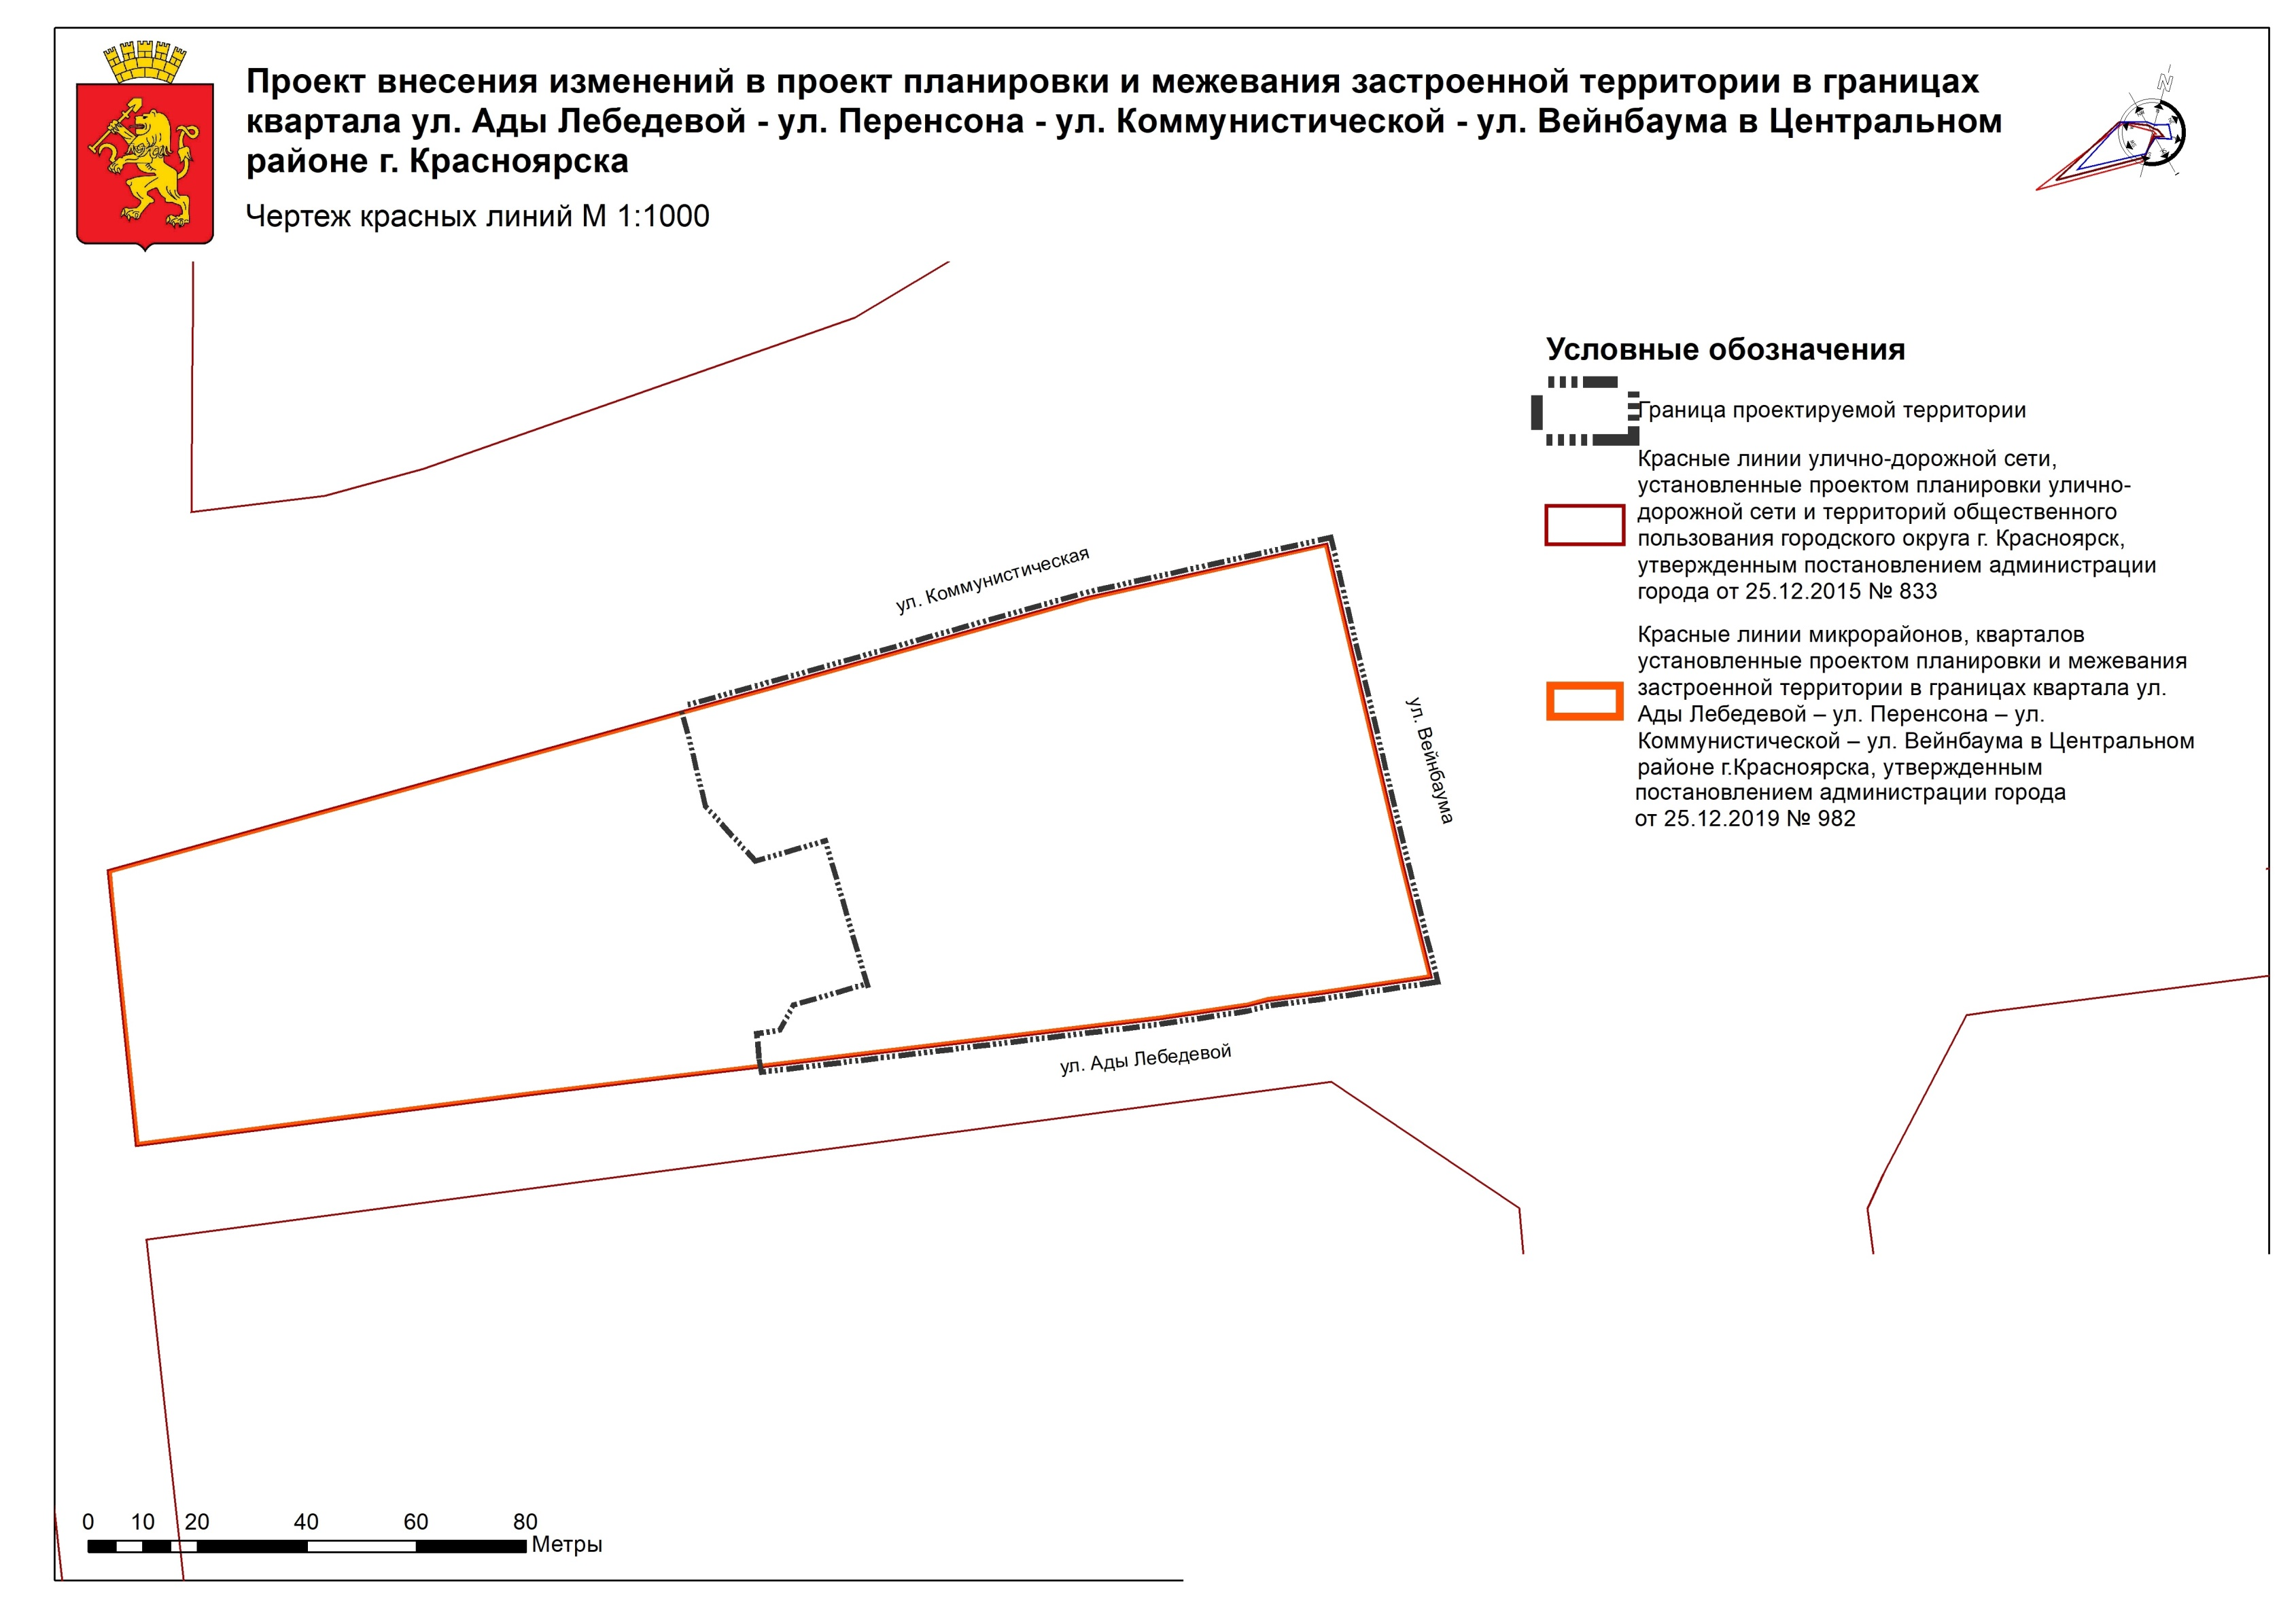 Проект внесения изменений в проект планировки и межевания застроенной территории в границах
квартала ул. Ады Лебедевой - ул. Перенсона - ул. Коммунистической - ул. Вейнбаума в Центральном
районе г. Красноярска
Чертеж красных линий М 1:1000
N
Условные обозначения
Граница проектируемой территории
Красные линии улично-дорожной сети,
установленные проектом планировки улично-
дорожной сети и территорий общественного
пользования городского округа г. Красноярск,
утвержденным постановлением администрации
города от 25.12.2015 № 833
Красные линии микрорайонов, кварталов
установленные проектом планировки и межевания
застроенной территории в границах квартала ул.
Ады Лебедевой – ул. Перенсона – ул.
Коммунистической – ул. Вейнбаума в Центральном
районе г.Красноярска, утвержденным
постановлением администрации города
от 25.12.2019 № 982
ул. Коммунистическая
ул. Вейнбаума
ул. Ады Лебедевой
0 10 20 40 60 80
Метры